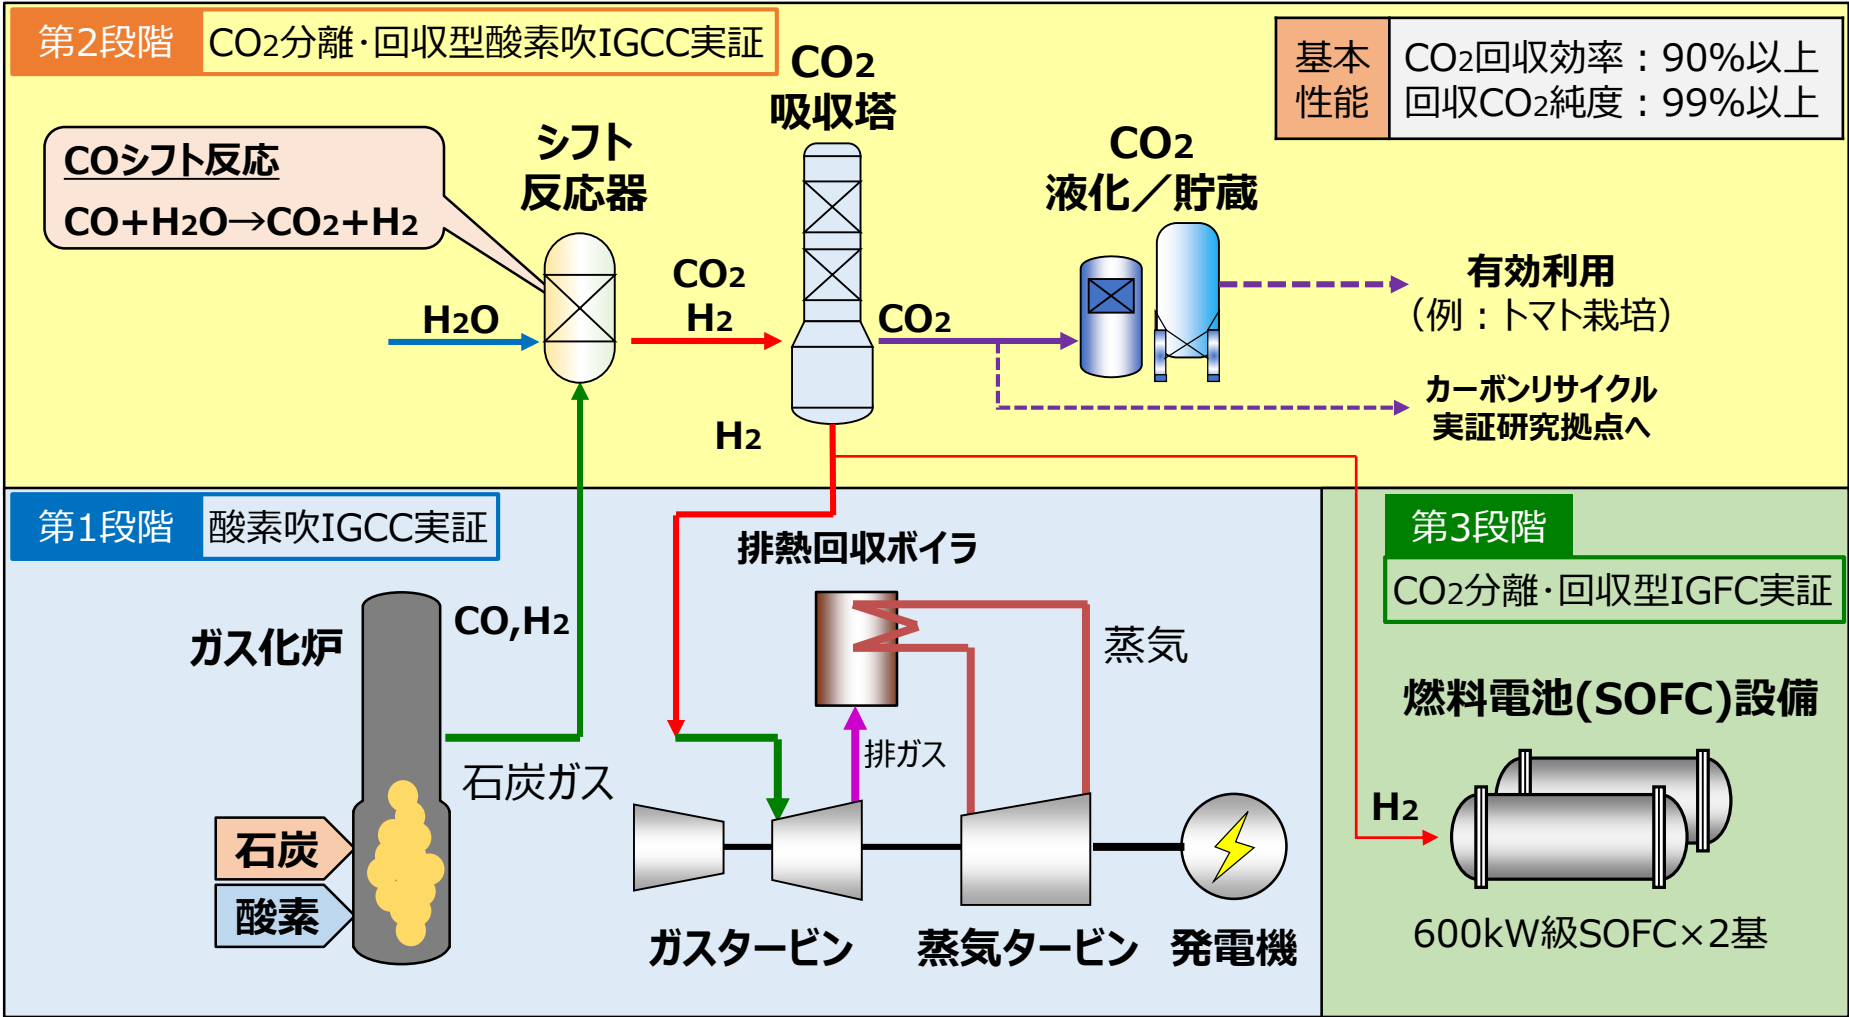 第2段階
CO2分離・回収型酸素吹IGCC実証
基本
性能
CO2回収効率：90%以上
回収CO2純度：99%以上
COシフト反応
CO+H2O→CO2+H2
シフト
反応器
CO2
吸収塔
CO2
液化／貯蔵
H2O
CO2
H2
CO2
有効利用
（例：トマト栽培）
カーボンリサイクル
実証研究拠点へ
H2
第1段階
酸素吹IGCC実証
ガス化炉
CO,H2
石炭ガス
石炭
酸素
排熱回収ボイラ
蒸気
排ガス
ガスタービン
蒸気タービン
発電機
第3段階
CO2分離・回収型IGFC実証
燃料電池(SOFC)設備
H2
600kW級SOFC×2基